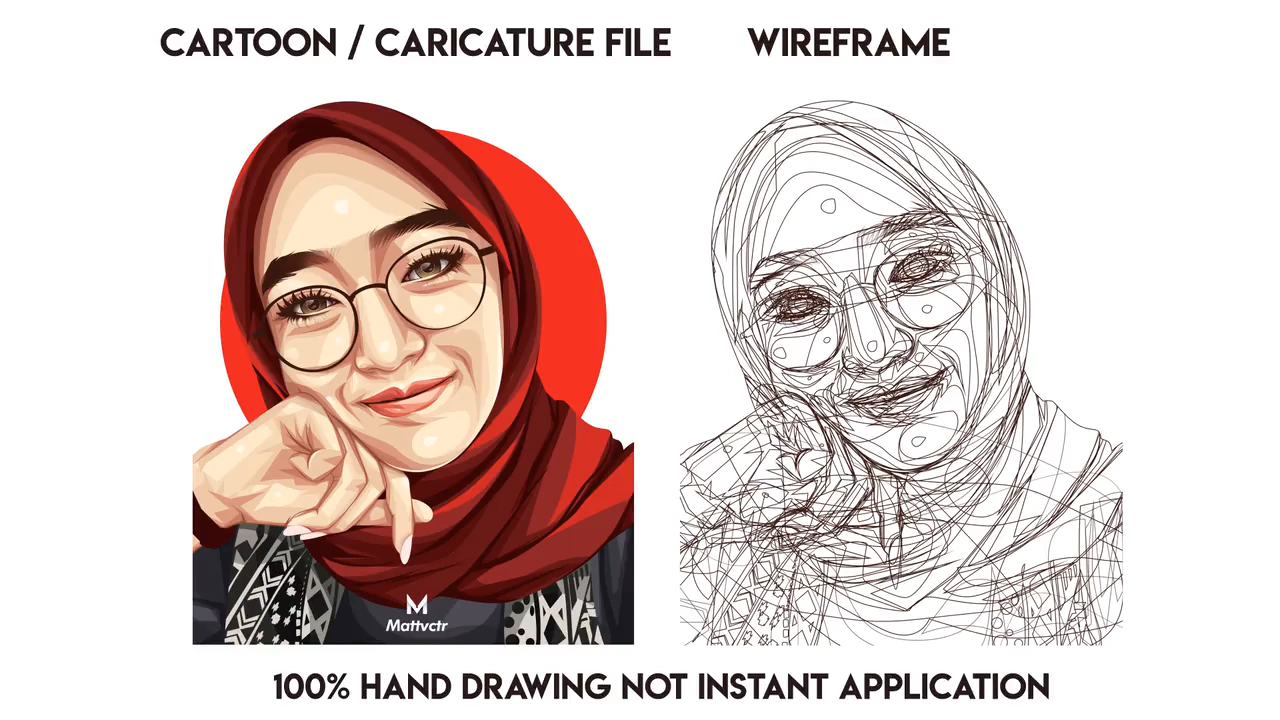 CARTOON / CARICATURE FILE
WIREFRAME
M
Mattvctr
100% HAND DRAWING NOT INSTANT APPLICATION